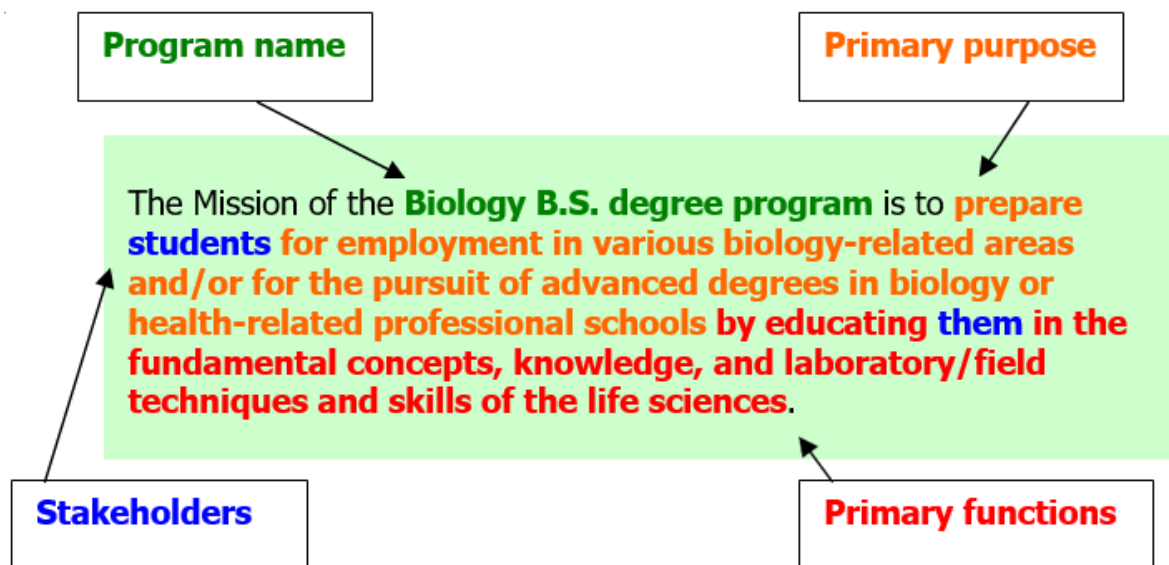 Program name
Primary purpose
The Mission of the Biology B.S. degree program is to prepare
students for employment in various biology-related areas
and/or for the pursuit of advanced degrees in biology or
health-related professional schools by educating them in the
fundamental concepts, knowledge, and laboratory/field
techniques and skills of the life sciences.
Stakeholders
Primary functions